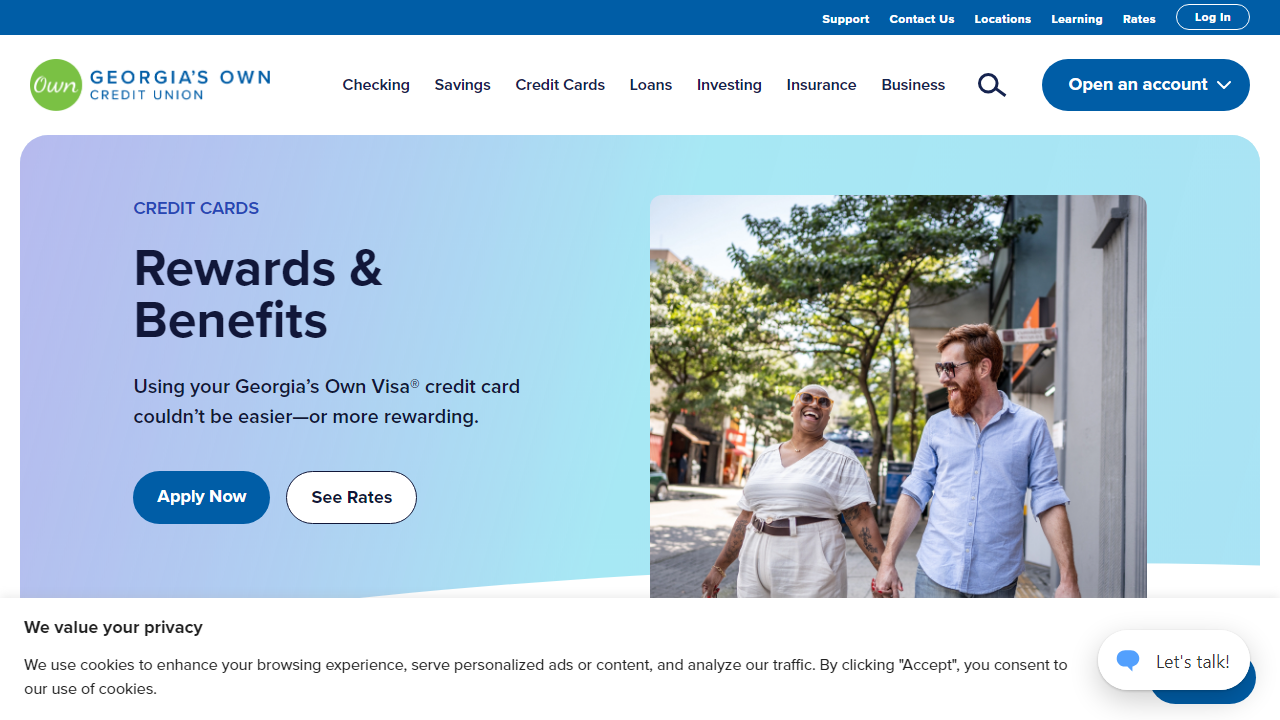 Support Contact Us Locations Learning Rates Log In
Own GEORGIA'S OWN
CREDIT UNION
Checking Savings Credit Cards Loans Investing Insurance Business Open an account
CREDIT CARDS
Rewards &
Benefits
Using your Georgia’s Own Visa® credit card
couldn’t be easier—or more rewarding.
Apply Now See Rates
We value your privacy
We use cookies to enhance your browsing experience, serve personalized ads or content, and analyze our traffic. By clicking "Accept", you consent to
our use of cookies.
Let's talk!